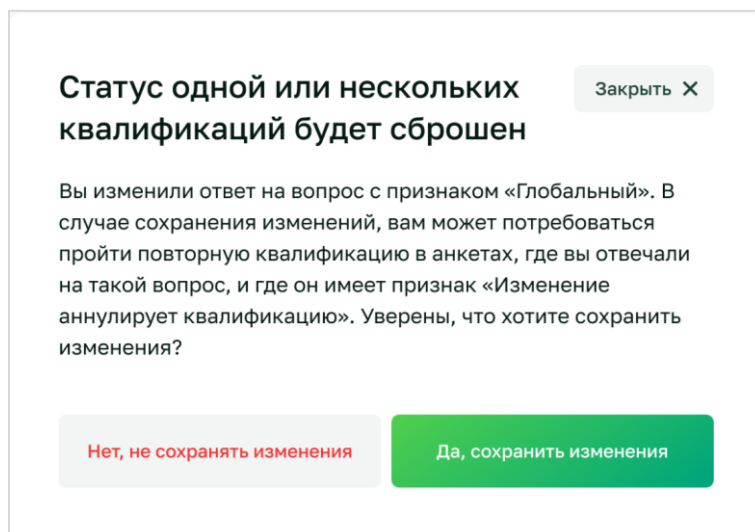 Статус одной или нескольких
Закрыть
квалификаций будет сброшен
Вы изменили ответ на вопрос с признаком «Глобальный». В
случае сохранения изменений, вам может потребоваться
пройти повторную квалификацию в анкетах, где вы отвечали
на такой вопрос, и где он имеет признак «Изменение
аннулирует квалификацию». Уверены, что хотите сохранить
изменения?
Нет, не сохранять изменения
Да, сохранить изменения